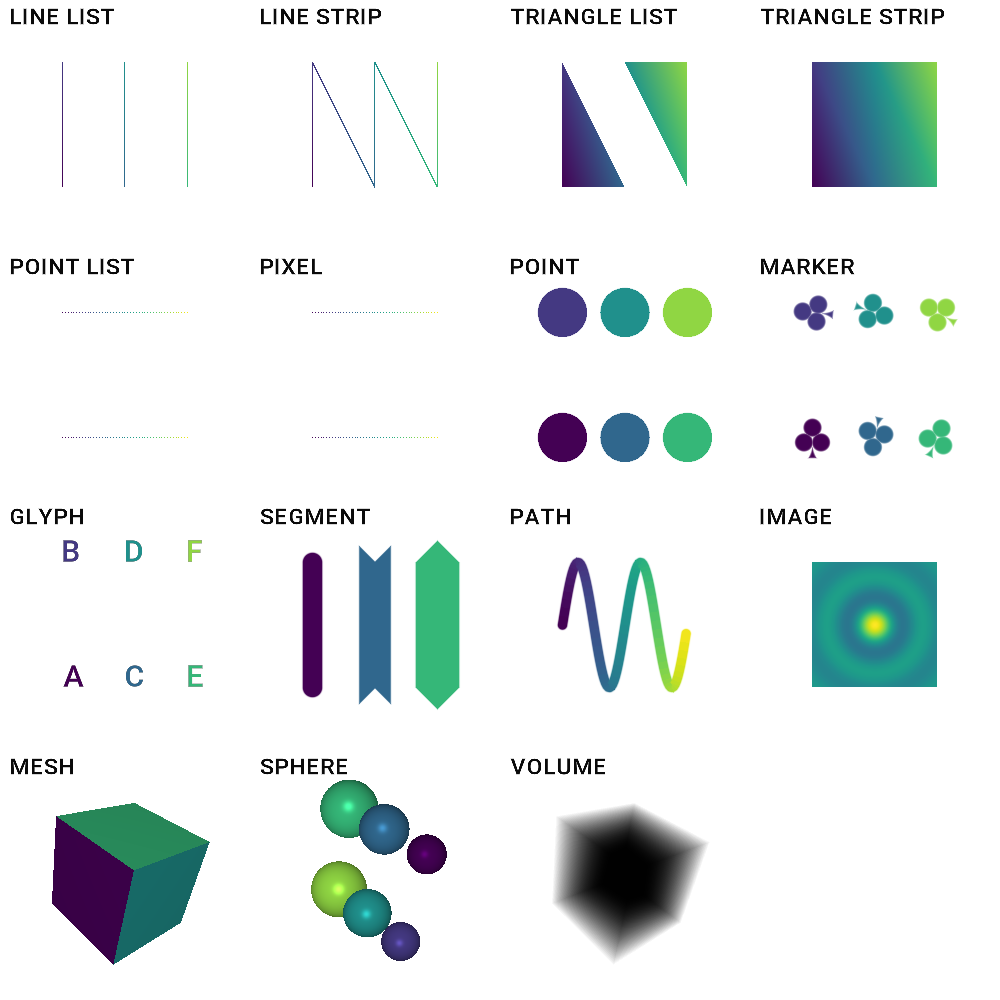 LINE LIST
LINE STRIP
TRIANGLE LIST
TRIANGLE STRIP
POINT LIST
PIXEL
POINT
MARKER
GLYPH
B D F
A C E
SEGMENT
PATH
IMAGE
MESH
SPHERE
VOLUME